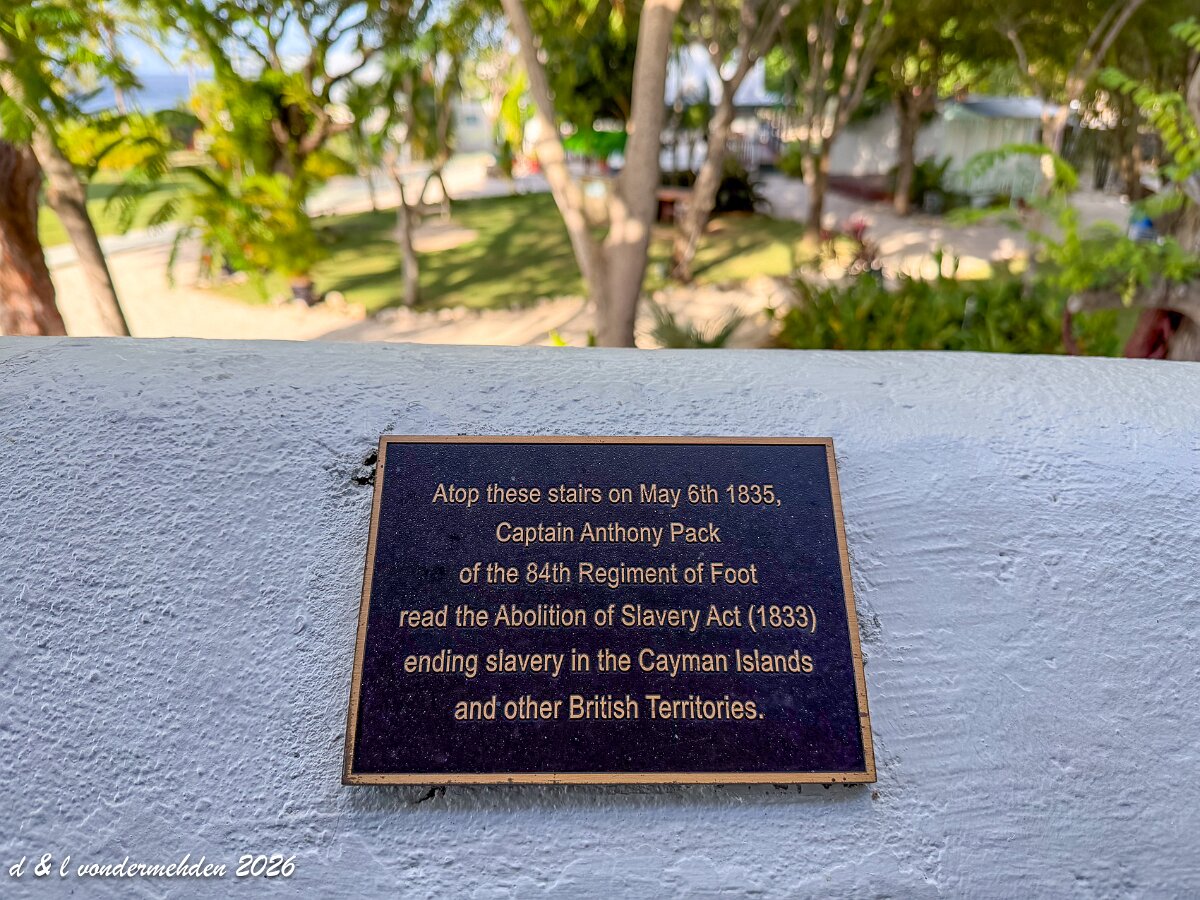 Atop these stairs on May 6th 1835,
Captain Anthony Pack
of the 84th Regiment of Foot
read the Abolition of Slavery Act (1833)
ending slavery in the Cayman Islands
and other British Territories.
d & l vondermehden 2026